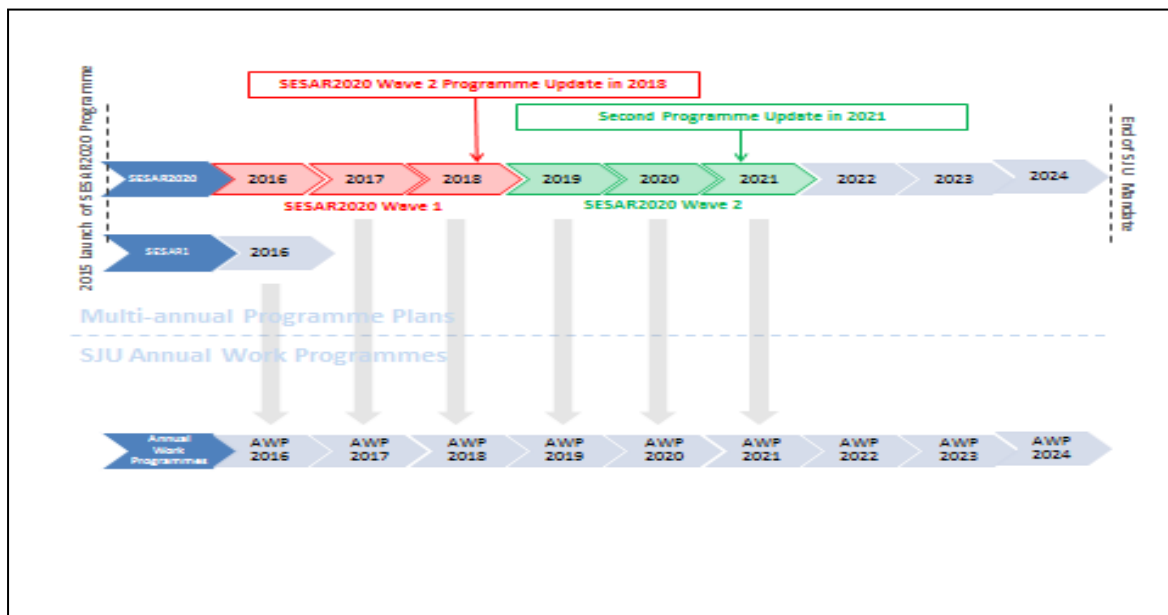 SESAR2020 Wave 2 Programme Update in 2018
Second Programme Update in 2021
2015 Launch of SESAR2020 Programme
End of SJU Mandate
SESAR2020 2016 2017 2018 2019 2020 2021 2022 2023 2024
SESAR2020 Wave 1 SESAR2020 Wave 2
SESAR1 2016
Multi-annual Programme Plans
SJU Annual Work Programmes
Annual
Work
Programmes
AWP
2016
AWP
2017
AWP
2018
AWP
2019
AWP
2020
AWP
2021
AWP
2022
AWP
2023
AWP
2024